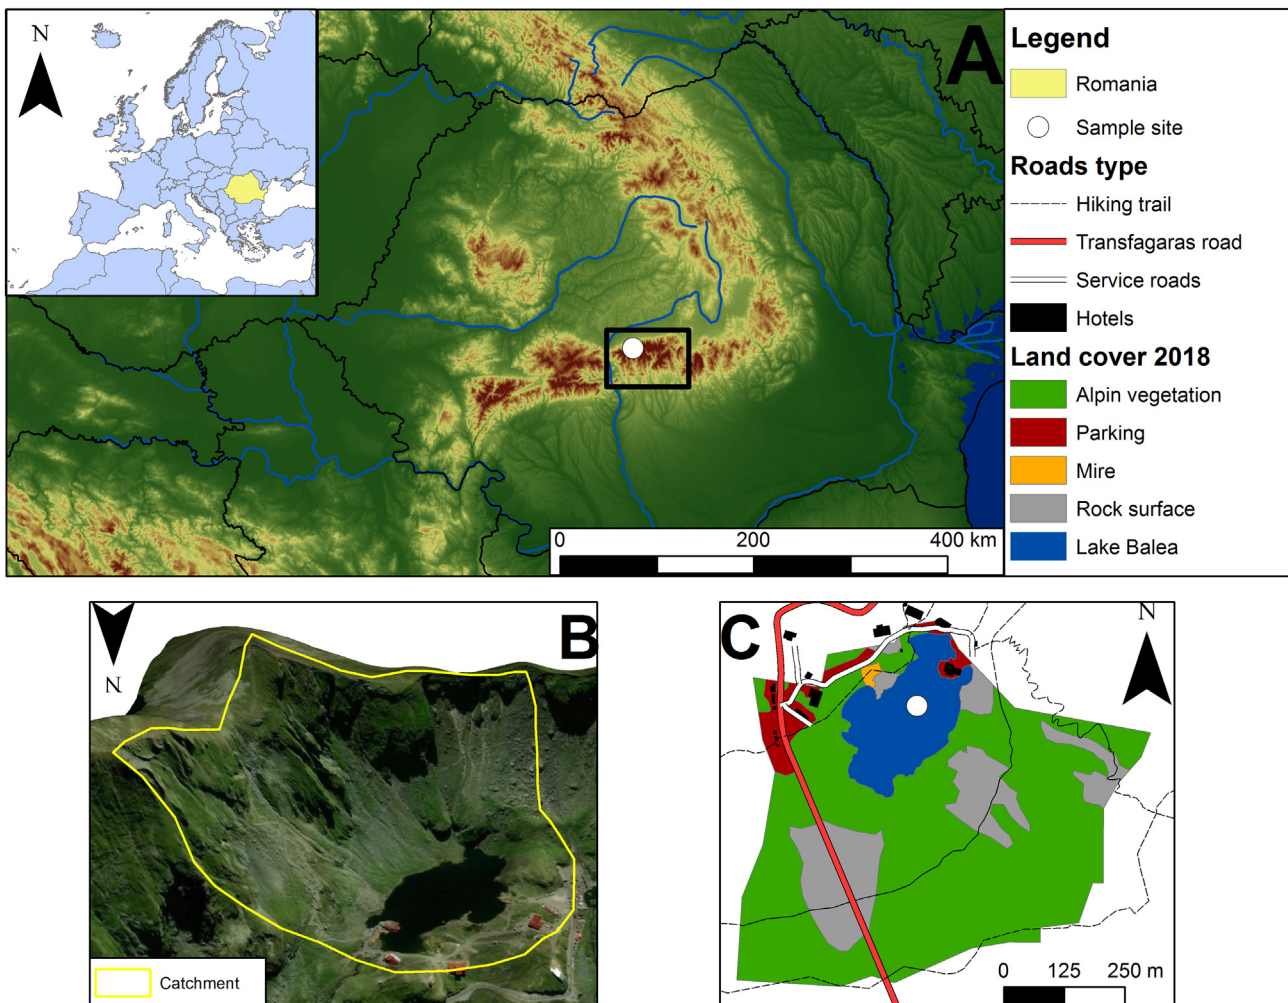 N
A
0 200 400 km
Legend
Romania
Sample site
Roads type
Hiking trail
Transfagaras road
Service roads
Hotels
Land cover 2018
Alpin vegetation
Parking
Mire
Rock surface
Lake Balea
N
B
Catchment
C
N
0 125 250 m